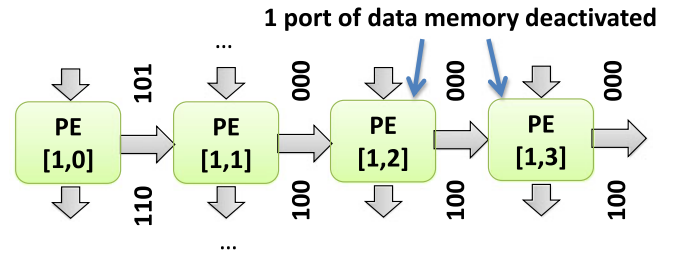 1 port of data memory deactivated
...
101
000
000
000
PE
[1,0]
PE
[1,1]
PE
[1,2]
PE
[1,3]
110
100
100
100
...